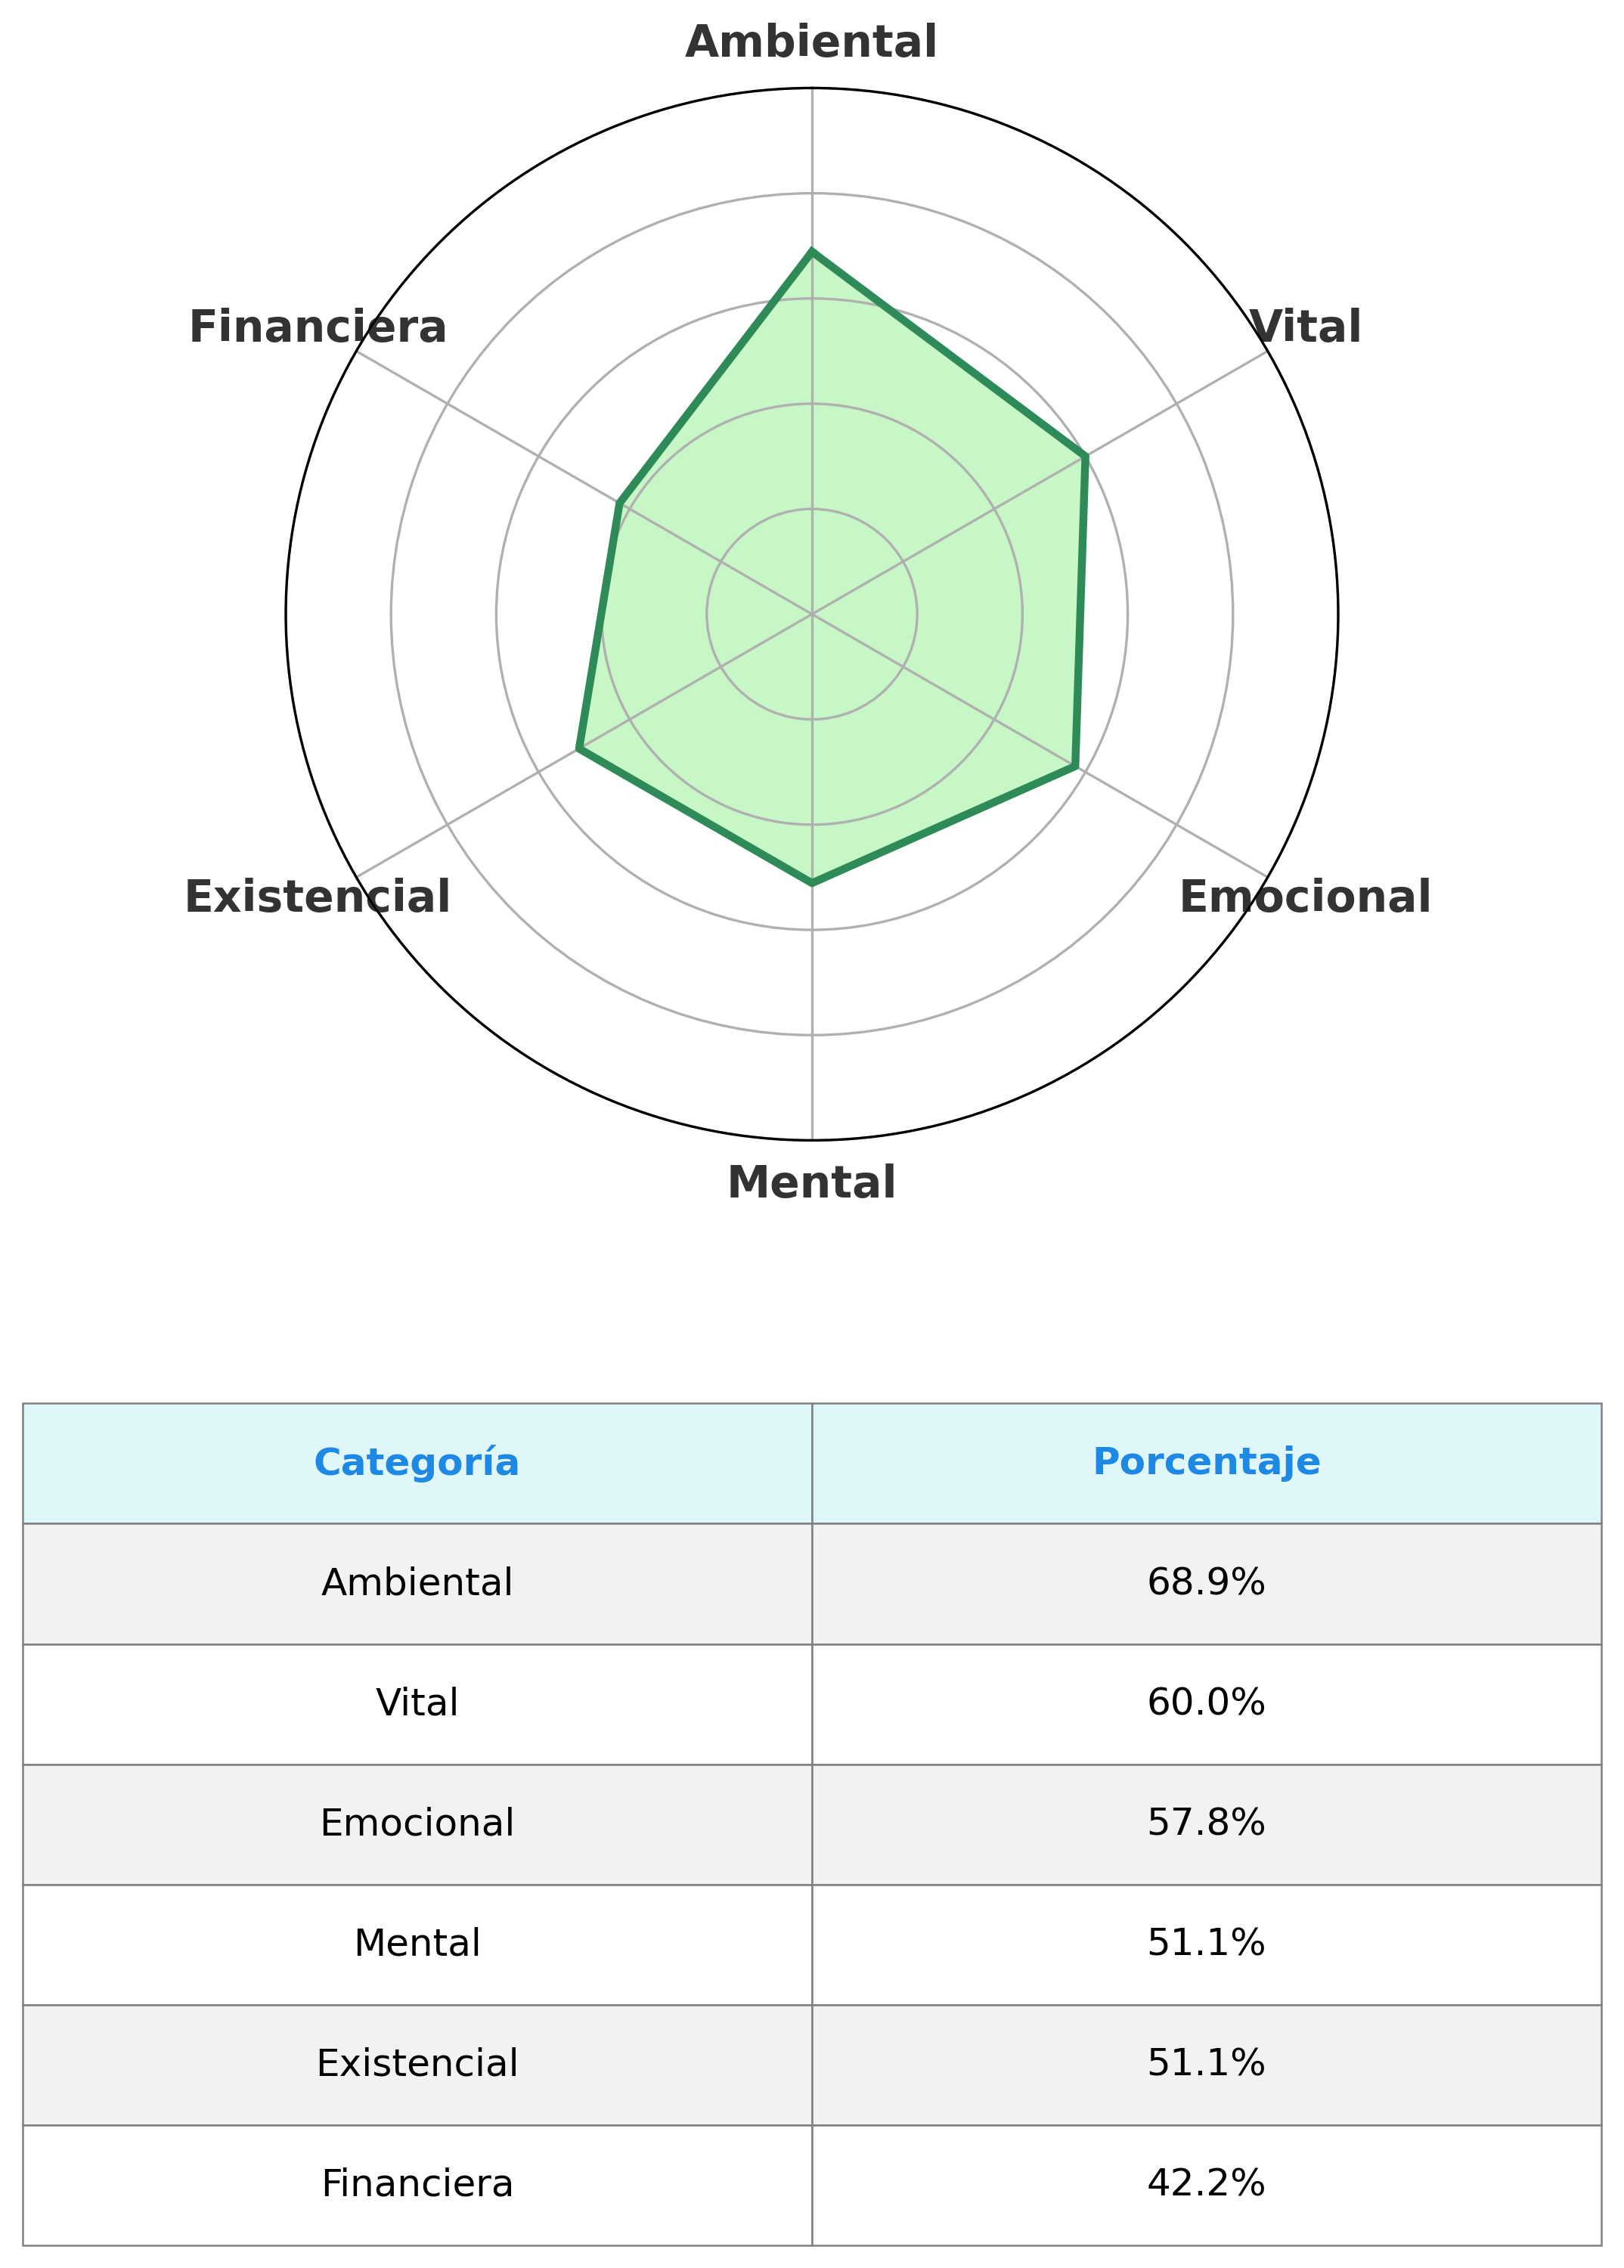 Ambiental
Financiera
Vital
Existencial
Emocional
Mental
Categoría Porcentaje
Ambiental 68.9%
Vital 60.0%
Emocional 57.8%
Mental 51.1%
Existencial 51.1%
Financiera 42.2%